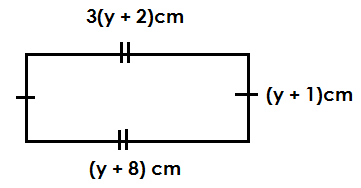 3(y + 2)cm
(y + 1)cm
(y + 8) cm